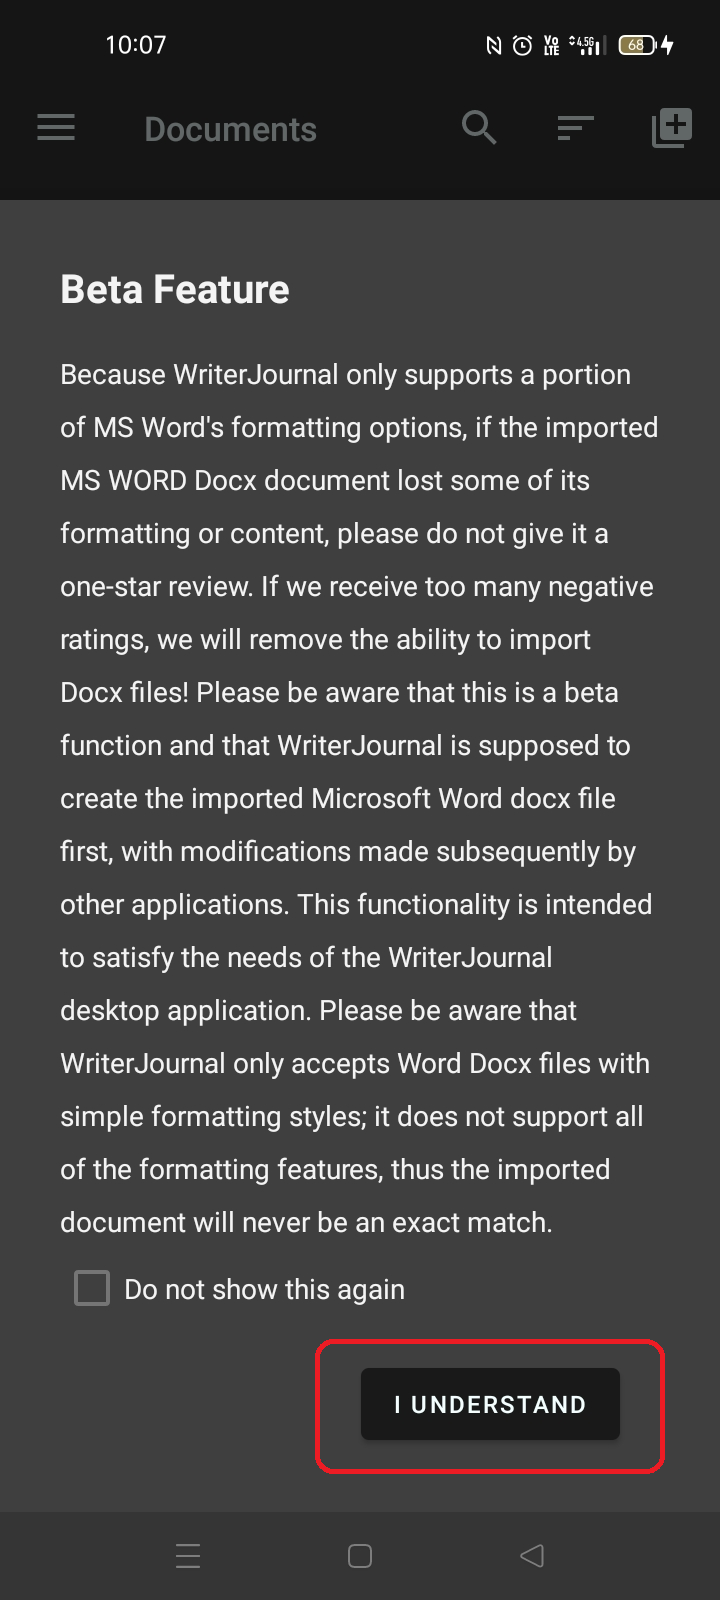 10:07
Vo LTE 4.5G 68
Documents
Beta Feature
Because WriterJournal only supports a portion
of MS Word's formatting options, if the imported
MS WORD Docx document lost some of its
formatting or content, please do not give it a
one-star review. If we receive too many negative
ratings, we will remove the ability to import
Docx files! Please be aware that this is a beta
function and that WriterJournal is supposed to
create the imported Microsoft Word docx file
first, with modifications made subsequently by
other applications. This functionality is intended
to satisfy the needs of the WriterJournal
desktop application. Please be aware that
WriterJournal only accepts Word Docx files with
simple formatting styles; it does not support all
of the formatting features, thus the imported
document will never be an exact match.
Do not show this again
I UNDERSTAND